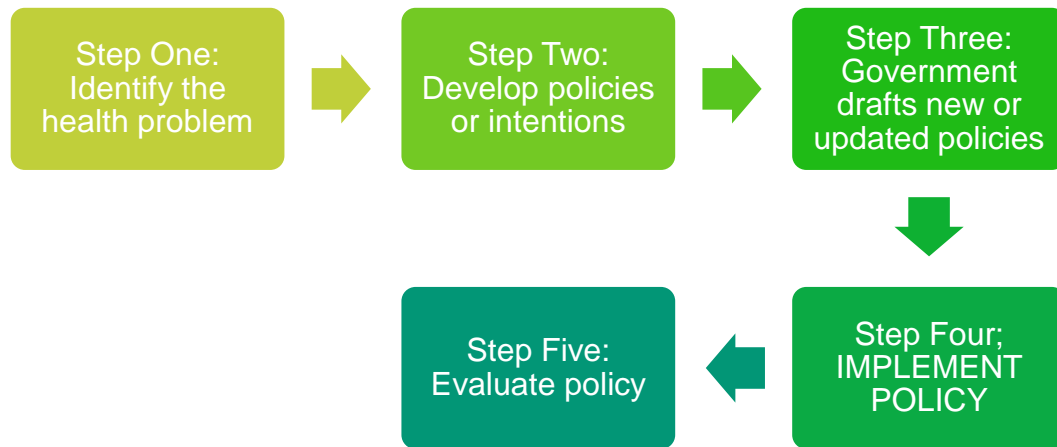 Step One:
Identify the
health problem
Step Two:
Develop policies
or intentions
Step Three:
Government
drafts new or
updated policies
Step Four;
IMPLEMENT
POLICY
Step Five:
Evaluate policy